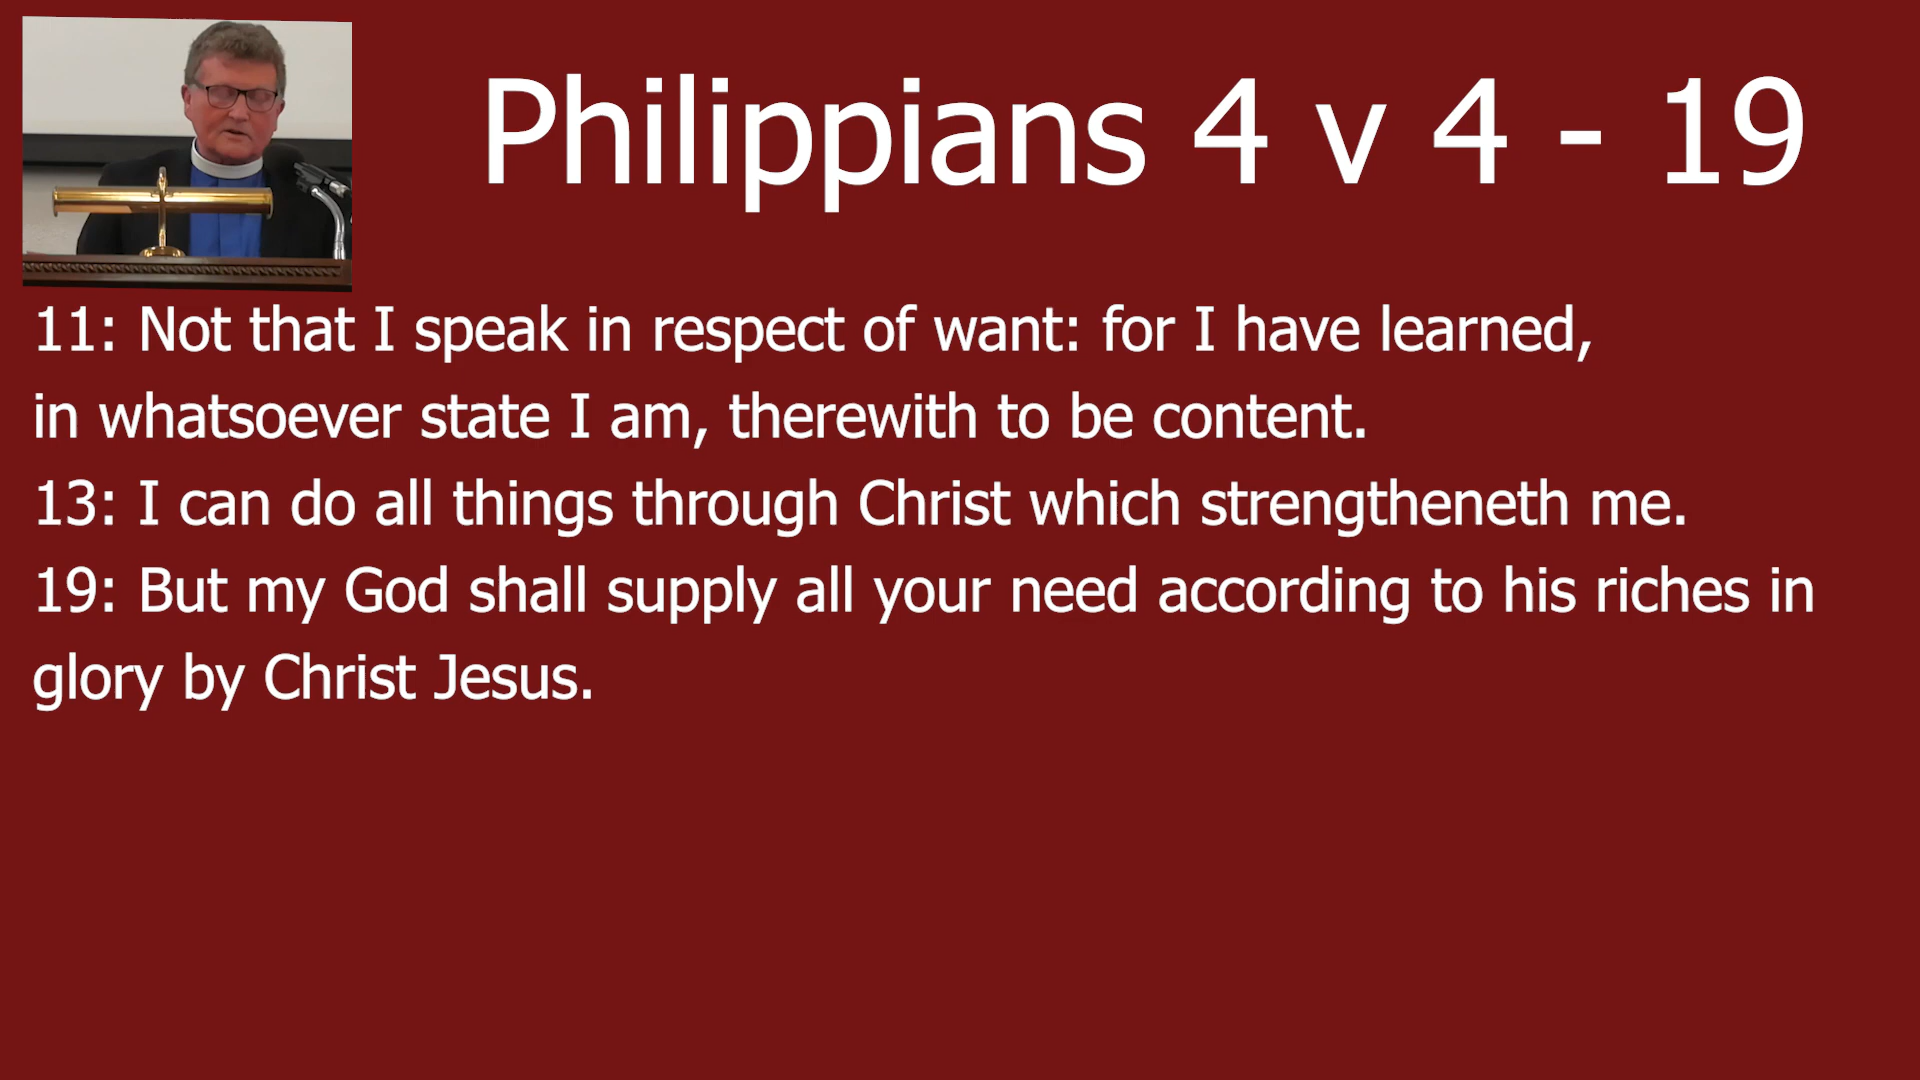 Philippians 4 v 4 - 19
11: Not that I speak in respect of want: for I have learned,
in whatsoever state I am, therewith to be content.
13: I can do all things through Christ which strengtheneth me.
19: But my God shall supply all your need according to his riches in
glory by Christ Jesus.